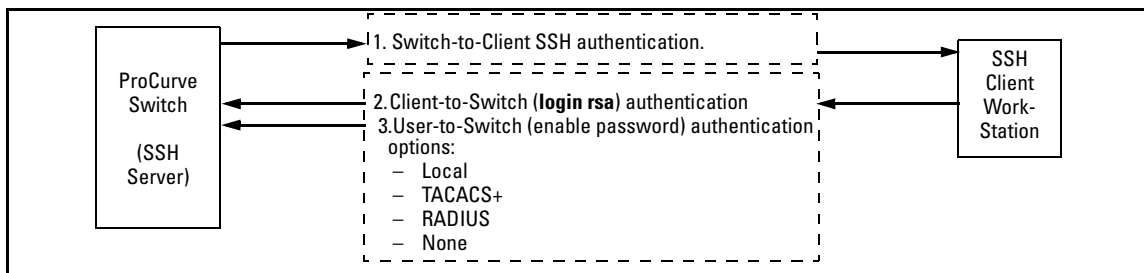 ProCurve
Switch
(SSH
Server)
1. Switch-to-Client SSH authentication.
2.Client-to-Switch (login rsa) authentication
3.User-to-Switch (enable password) authentication
options:
– Local
– TACACS+
– RADIUS
– None
SSH
Client
Work-
Station